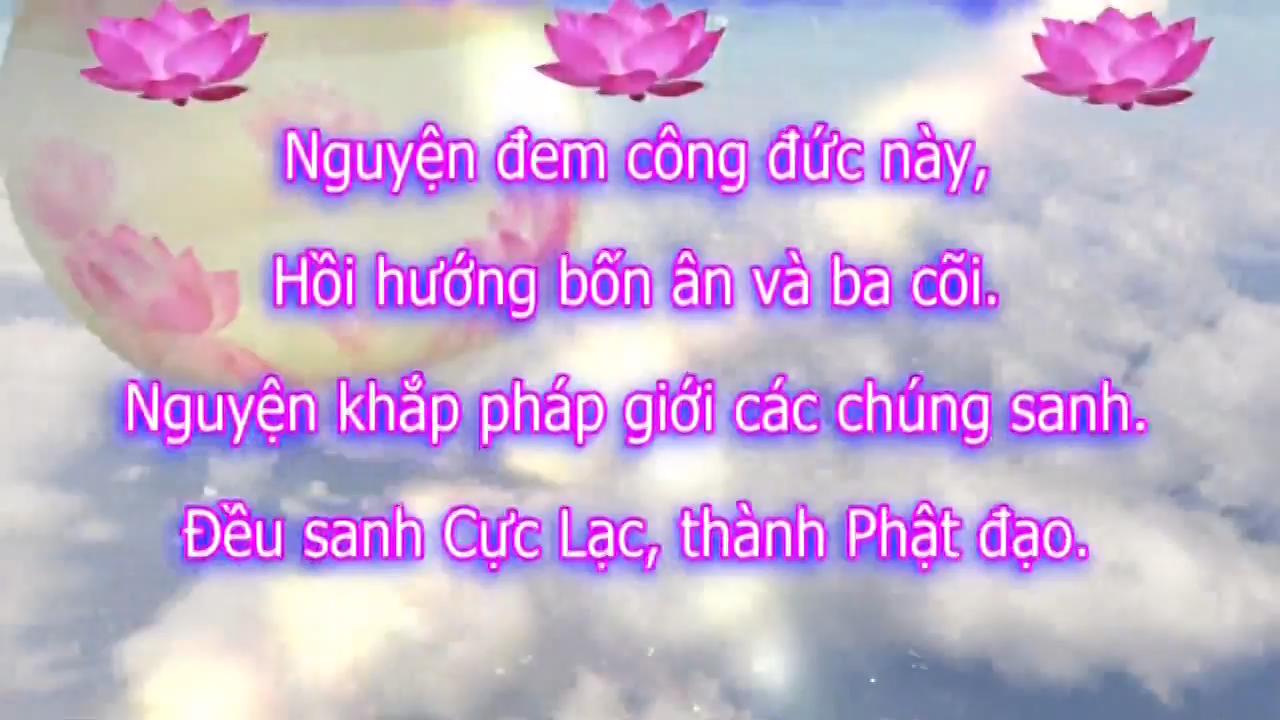 Nguyện đem công đức này,
Hồi hướng bốn ân và ba cõi.
Nguyện khắp pháp giới các chúng sanh.
Đều sanh Cực Lạc, thành Phật đạo.